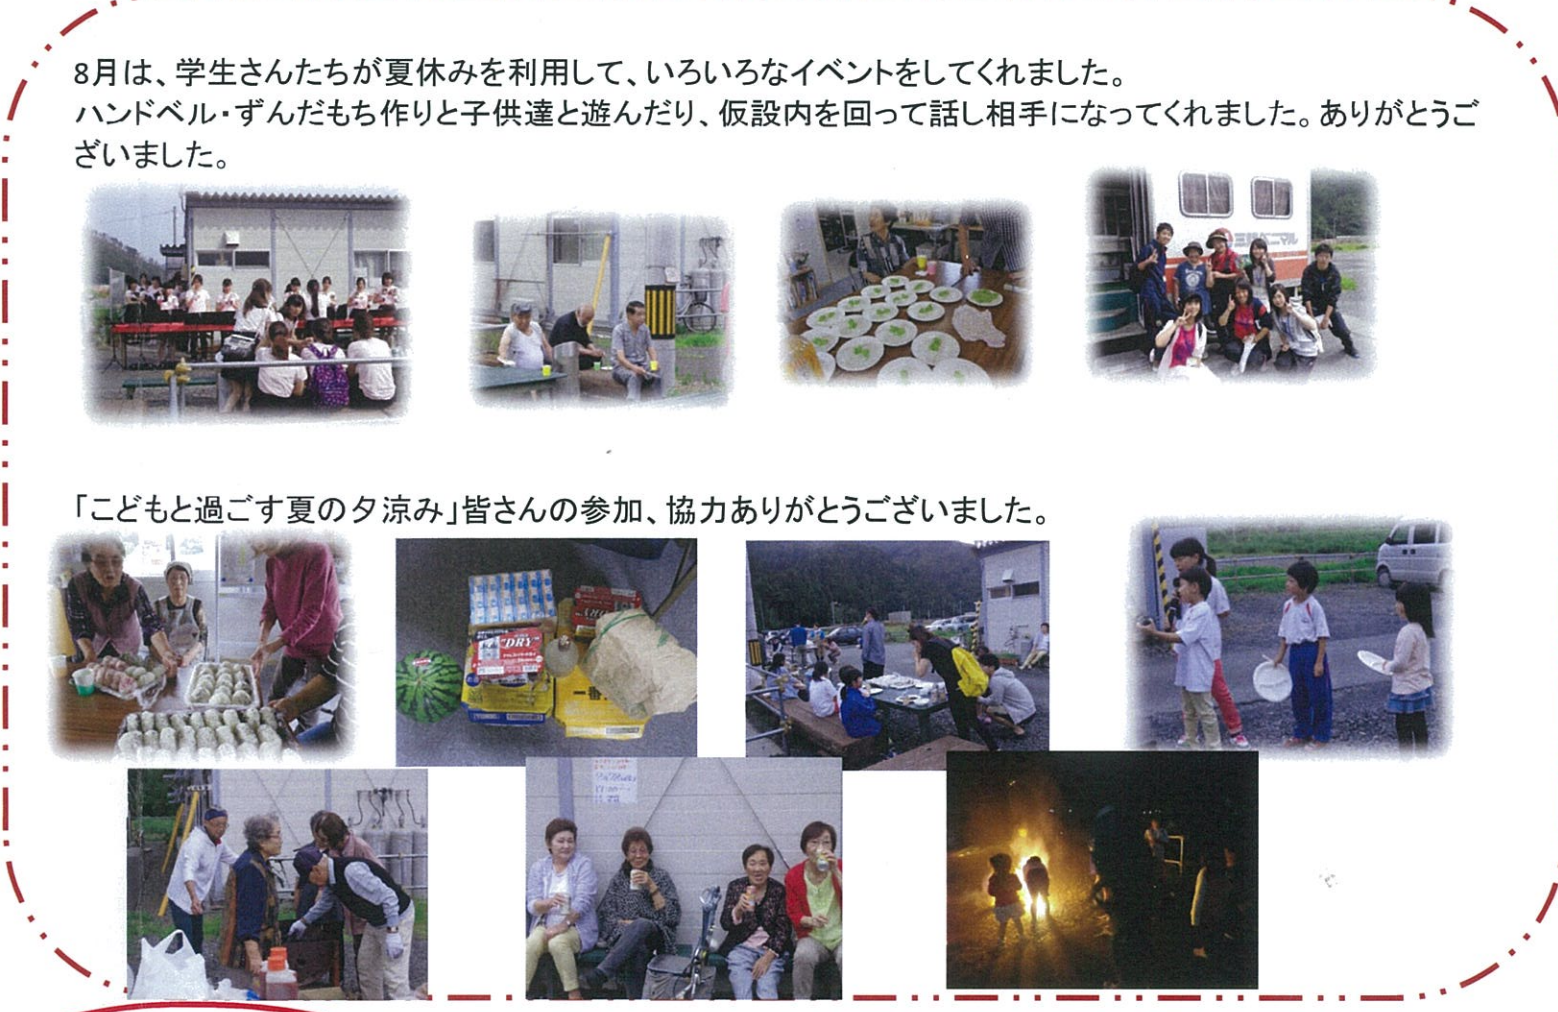 8月は、学生さんたちが夏休みを利用して、いろいろなイベントをしてくれました。
ハンドベル・ずんだもち作りと子供達と遊んだり、仮設内を回って話し相手になってくれました。ありがとうご
ざいました。
「こどもと過ごす夏の夕涼み」皆さんの参加、協力ありがとうございました。
DRY
一番